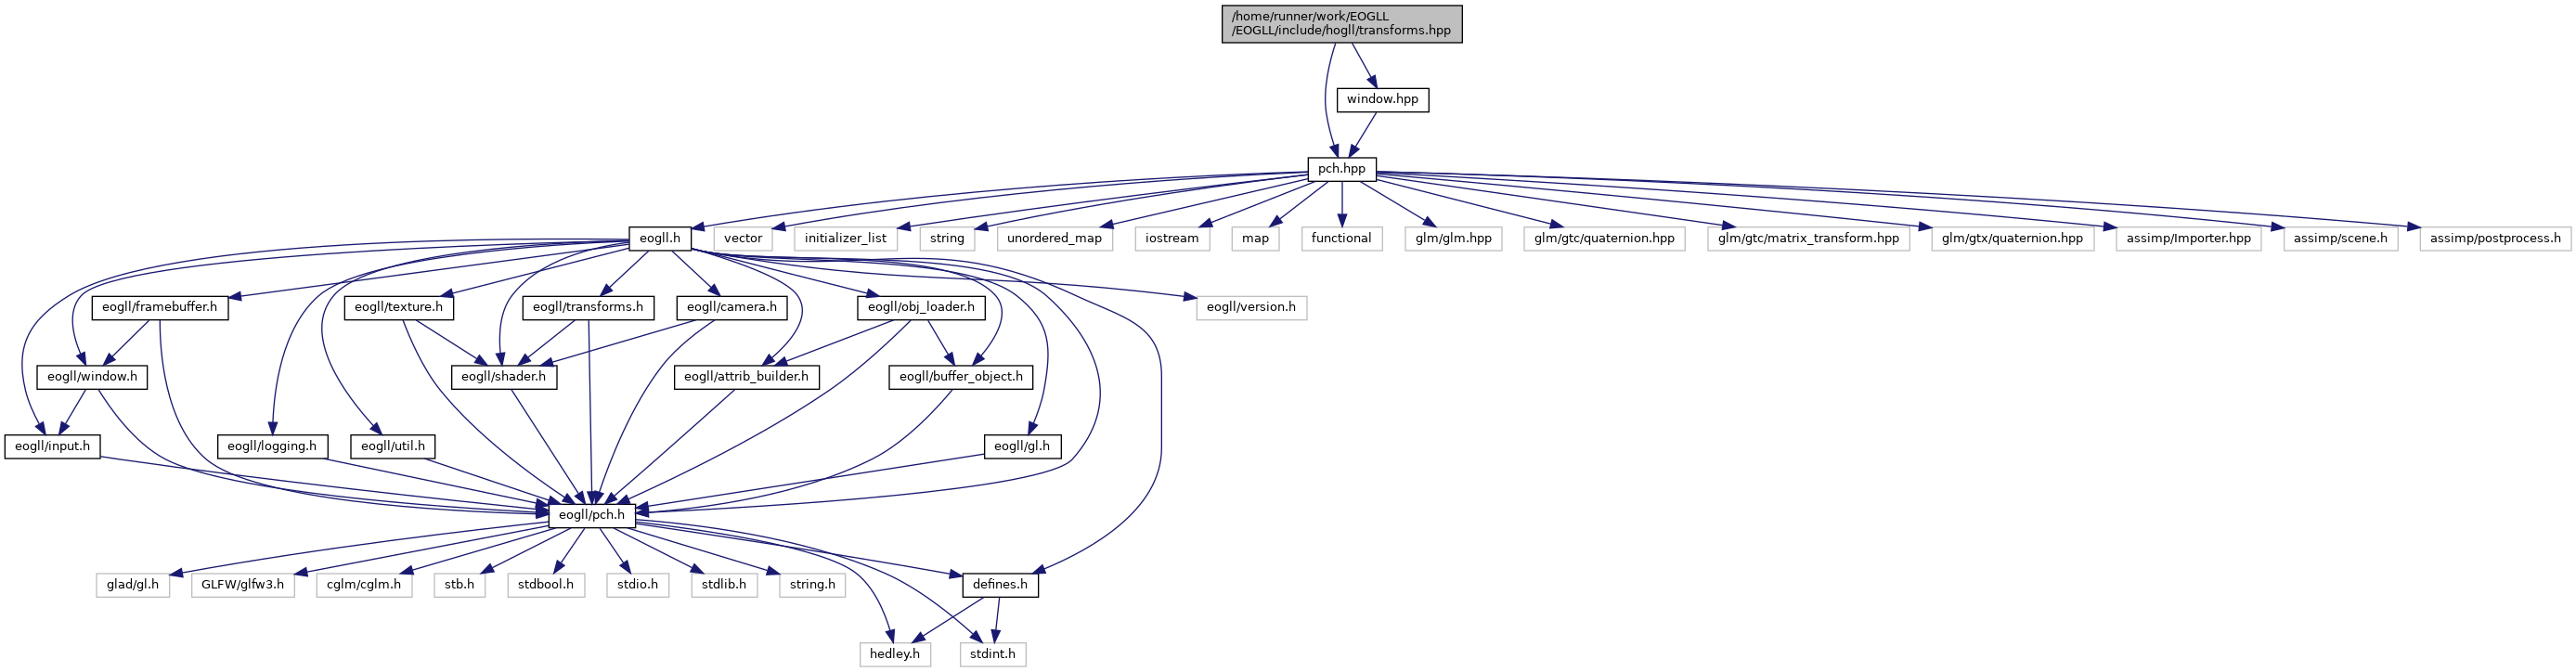 /home/runner/work/EOGLL
/EOGLL/include/hogll/transforms.hpp
window.hpp
pch.hpp
eogll.h
vector
initializer_list
string
unordered_map
iostream
map
functional
glm/glm.hpp
glm/gtc/quaternion.hpp
glm/gtc/matrix_transform.hpp
glm/gtx/quaternion.hpp
assimp/Importer.hpp
assimp/scene.h
assimp/postprocess.h
eogll/framebuffer.h
eogll/texture.h
eogll/transforms.h
eogll/camera.h
eogll/obj_loader.h
eogll/version.h
eogll/window.h
eogll/shader.h
eogll/attrib_builder.h
eogll/buffer_object.h
eogll/input.h
eogll/logging.h
eogll/util.h
eogll/gl.h
eogll/pch.h
glad/gl.h
GLFW/glfw3.h
cglm/cglm.h
stb.h
stdbool.h
stdio.h
stdlib.h
string.h
defines.h
hedley.h
stdint.h